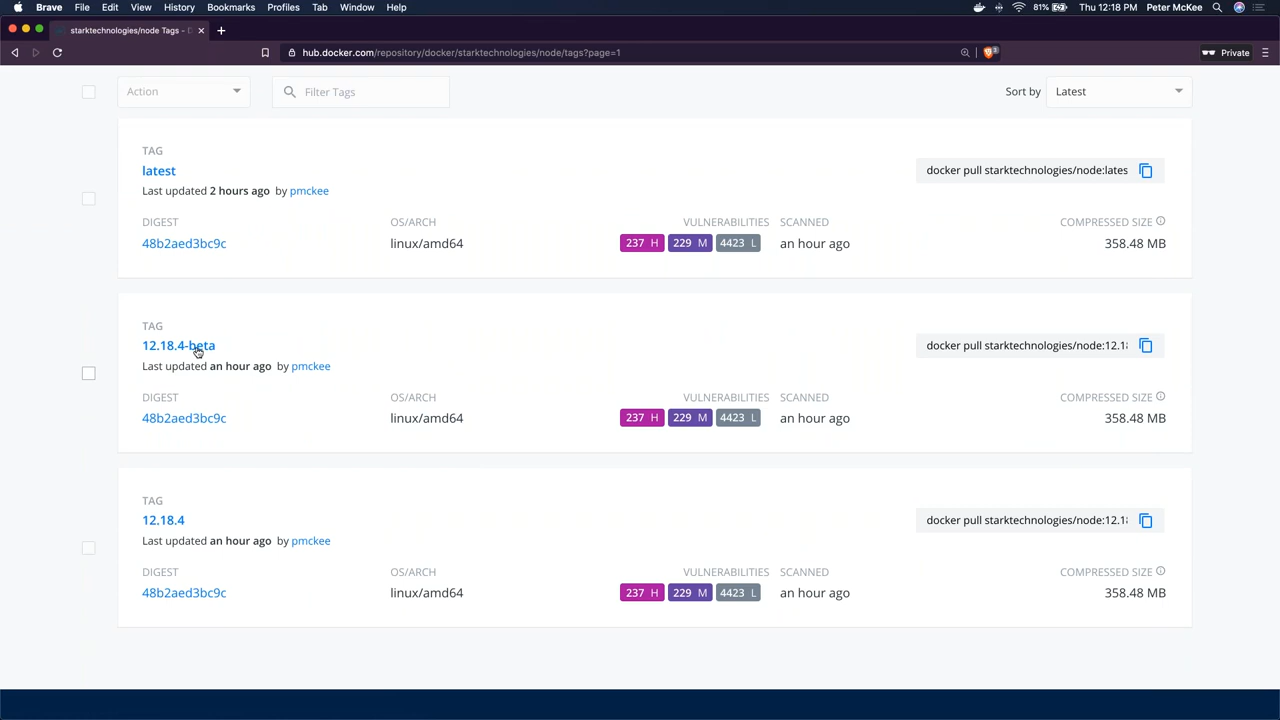 Brave File Edit View History Bookmarks Profiles Tab Window Help 81% Thu 12:18 PM Peter McKee
starktechnologies/node Tags -
hub.docker.com/repository/docker/starktechnologies/node/tags?page=1 3 Private
Action Filter Tags Sort by Latest
TAG
latest docker pull starktechnologies/node:lates
Last updated 2 hours ago by pmckee
DIGEST OS/ARCH VULNERABILITIES SCANNED COMPRESSED SIZE
48b2aed3bc9c linux/amd64 237 H 229 M 4423 L an hour ago 358.48 MB
TAG
12.18.4-beta docker pull starktechnologies/node:12.18
Last updated an hour ago by pmckee
DIGEST OS/ARCH VULNERABILITIES SCANNED COMPRESSED SIZE
48b2aed3bc9c linux/amd64 237 H 229 M 4423 L an hour ago 358.48 MB
TAG
12.18.4 docker pull starktechnologies/node:12.18
Last updated an hour ago by pmckee
DIGEST OS/ARCH VULNERABILITIES SCANNED COMPRESSED SIZE
48b2aed3bc9c linux/amd64 237 H 229 M 4423 L an hour ago 358.48 MB